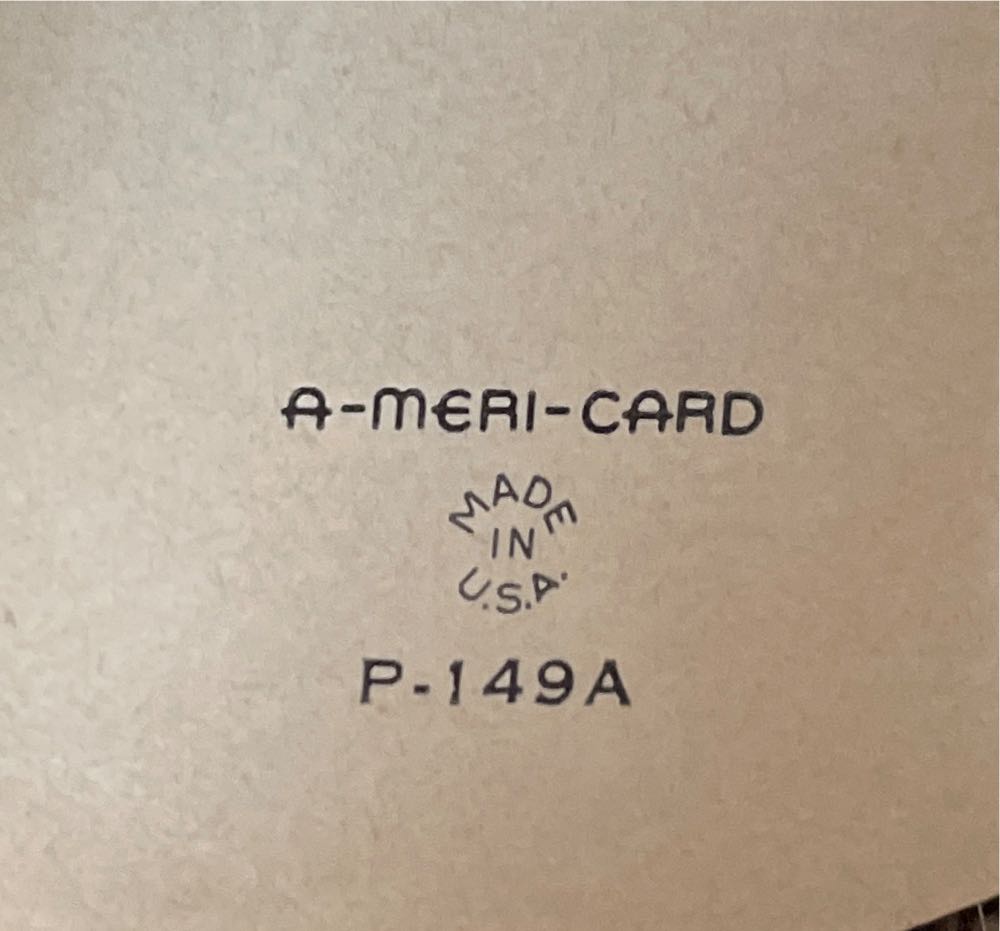 A-MERI-CARD
MADE
IN
U.S.A.
P-149A